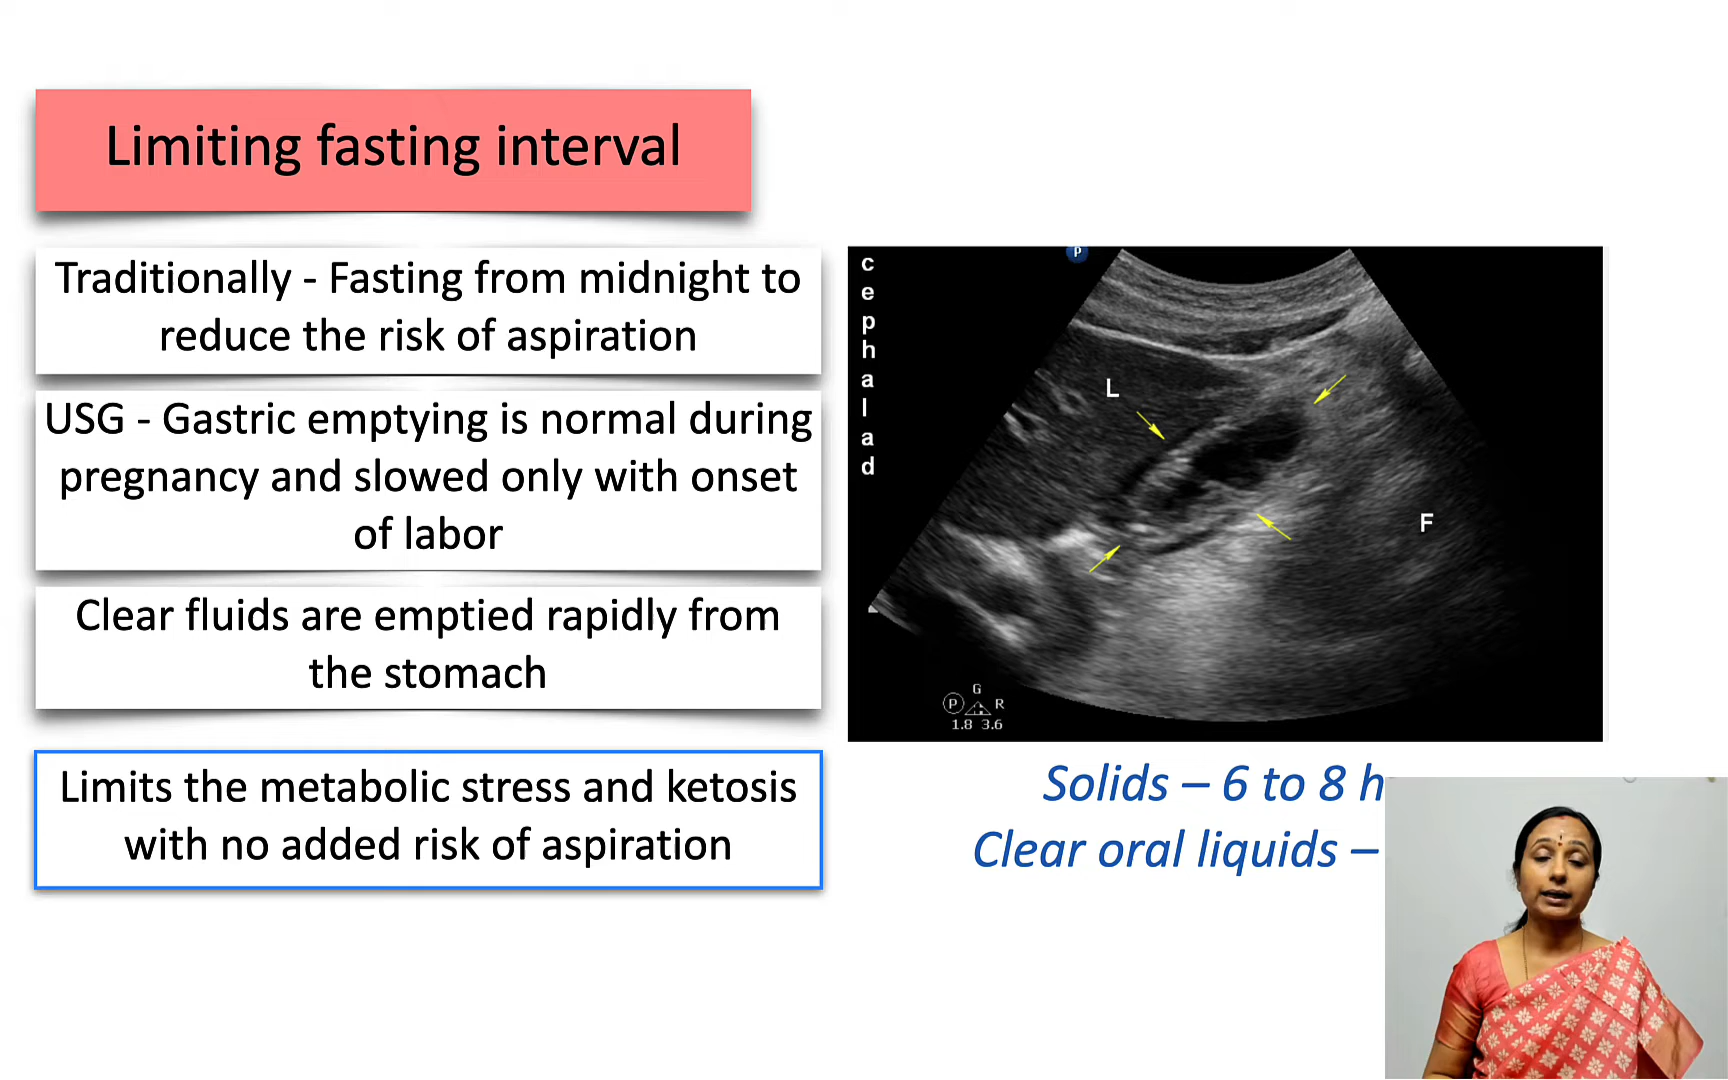 Limiting fasting interval
Traditionally - Fasting from midnight to
reduce the risk of aspiration
USG - Gastric emptying is normal during
pregnancy and slowed only with onset
of labor
Clear fluids are emptied rapidly from
the stomach
Limits the metabolic stress and ketosis
with no added risk of aspiration
P
c
e
p
h
a
l
a
d
L
F
G
P R
1.8 3.6
Solids – 6 to 8 h
Clear oral liquids –